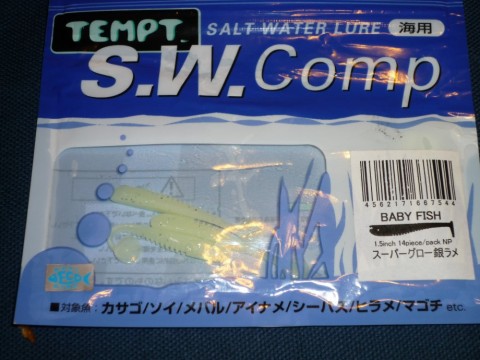 TEMPT
SALT WATER LURE 海用
S.W.Comp
4562171667544
BABY FISH
1.5inch 14piece/pack NP
スーパーグロー銀ラメ
■対象魚：カサゴ/ソイ/メバル/アイナメ/シーバス/ヒラメ/マゴチ etc.